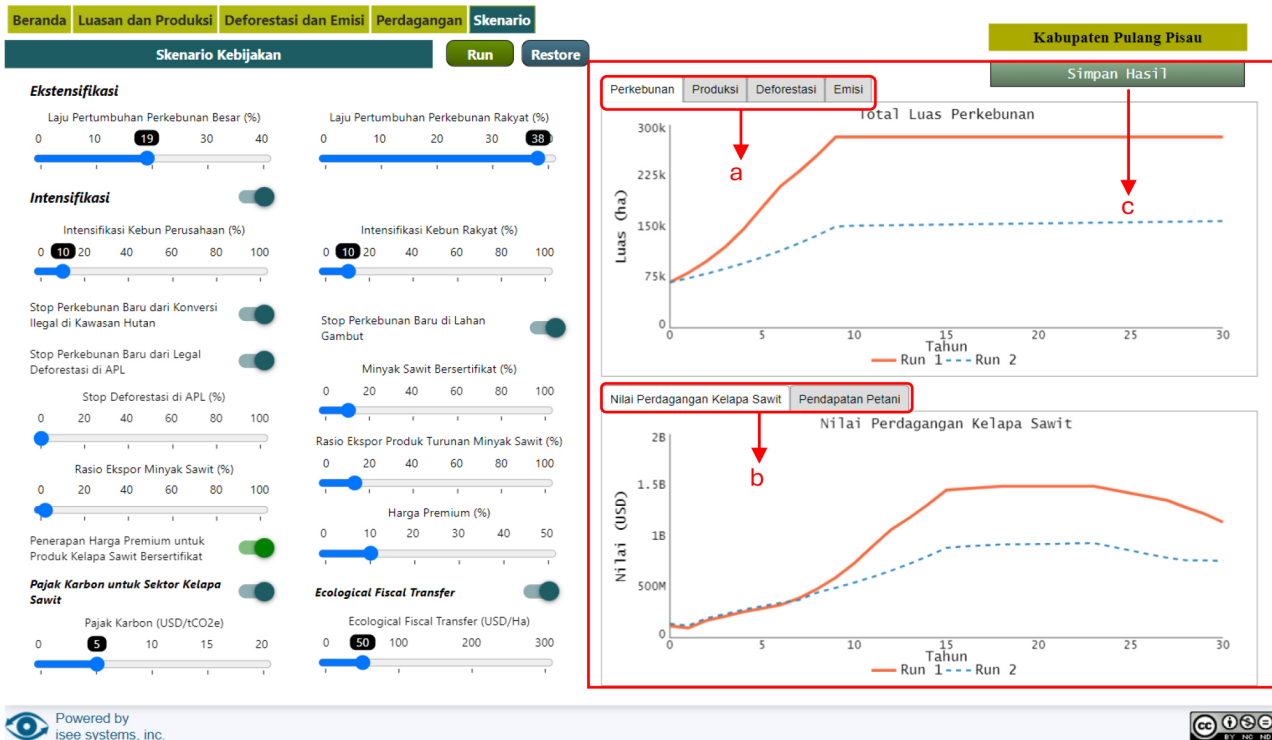 Beranda Luasan dan Produksi Deforestasi dan Emisi Perdagangan Skenario
Skenario Kebijakan
Run
Restore
Ekstensifikasi
Laju Pertumbuhan Perkebunan Besar (%)
0 10 19 30 40
Laju Pertumbuhan Perkebunan Rakyat (%)
0 10 20 30 38
Intensifikasi
Intensifikasi Kebun Perusahaan (%)
0 10 20 40 60 80 100
Intensifikasi Kebun Rakyat (%)
0 10 20 40 60 80 100
Stop Perkebunan Baru dari Konversi
Ilegal di Kawasan Hutan
Stop Perkebunan Baru di Lahan
Gambut
Stop Perkebunan Baru dari Legal
Deforestasi di APL
Stop Deforestasi di APL (%)
0 20 40 60 80 100
Minyak Sawit Bersertifikat (%)
0 20 40 60 80 100
Rasio Ekspor Minyak Sawit (%)
0 20 40 60 80 100
Rasio Ekspor Produk Turunan Minyak Sawit (%)
0 20 40 60 80 100
Harga Premium (%)
0 10 20 30 40 50
Penerapan Harga Premium untuk
Produk Kelapa Sawit Bersertifikat
Pajak Karbon untuk Sektor Kelapa
Sawit
Ecological Fiscal Transfer
Pajak Karbon (USD/tCO2e)
0 5 10 15 20
Ecological Fiscal Transfer (USD/Ha)
0 50 100 200 300
Kabupaten Pulang Pisau
Simpan Hasil
Perkebunan Produksi Deforestasi Emisi
Total Luas Perkebunan
300k
225k
150k
75k
0
Luas (ha)
0 5 10 15 20 25 30
Tahun
Run 1 Run 2
a
c
Nilai Perdagangan Kelapa Sawit Pendapatan Petani
Nilai Perdagangan Kelapa Sawit
2B
1.5B
1B
500M
0
Nilai (USD)
0 5 10 15 20 25 30
Tahun
Run 1 Run 2
b
Powered by
isee systems, inc.
cc
BY NC ND